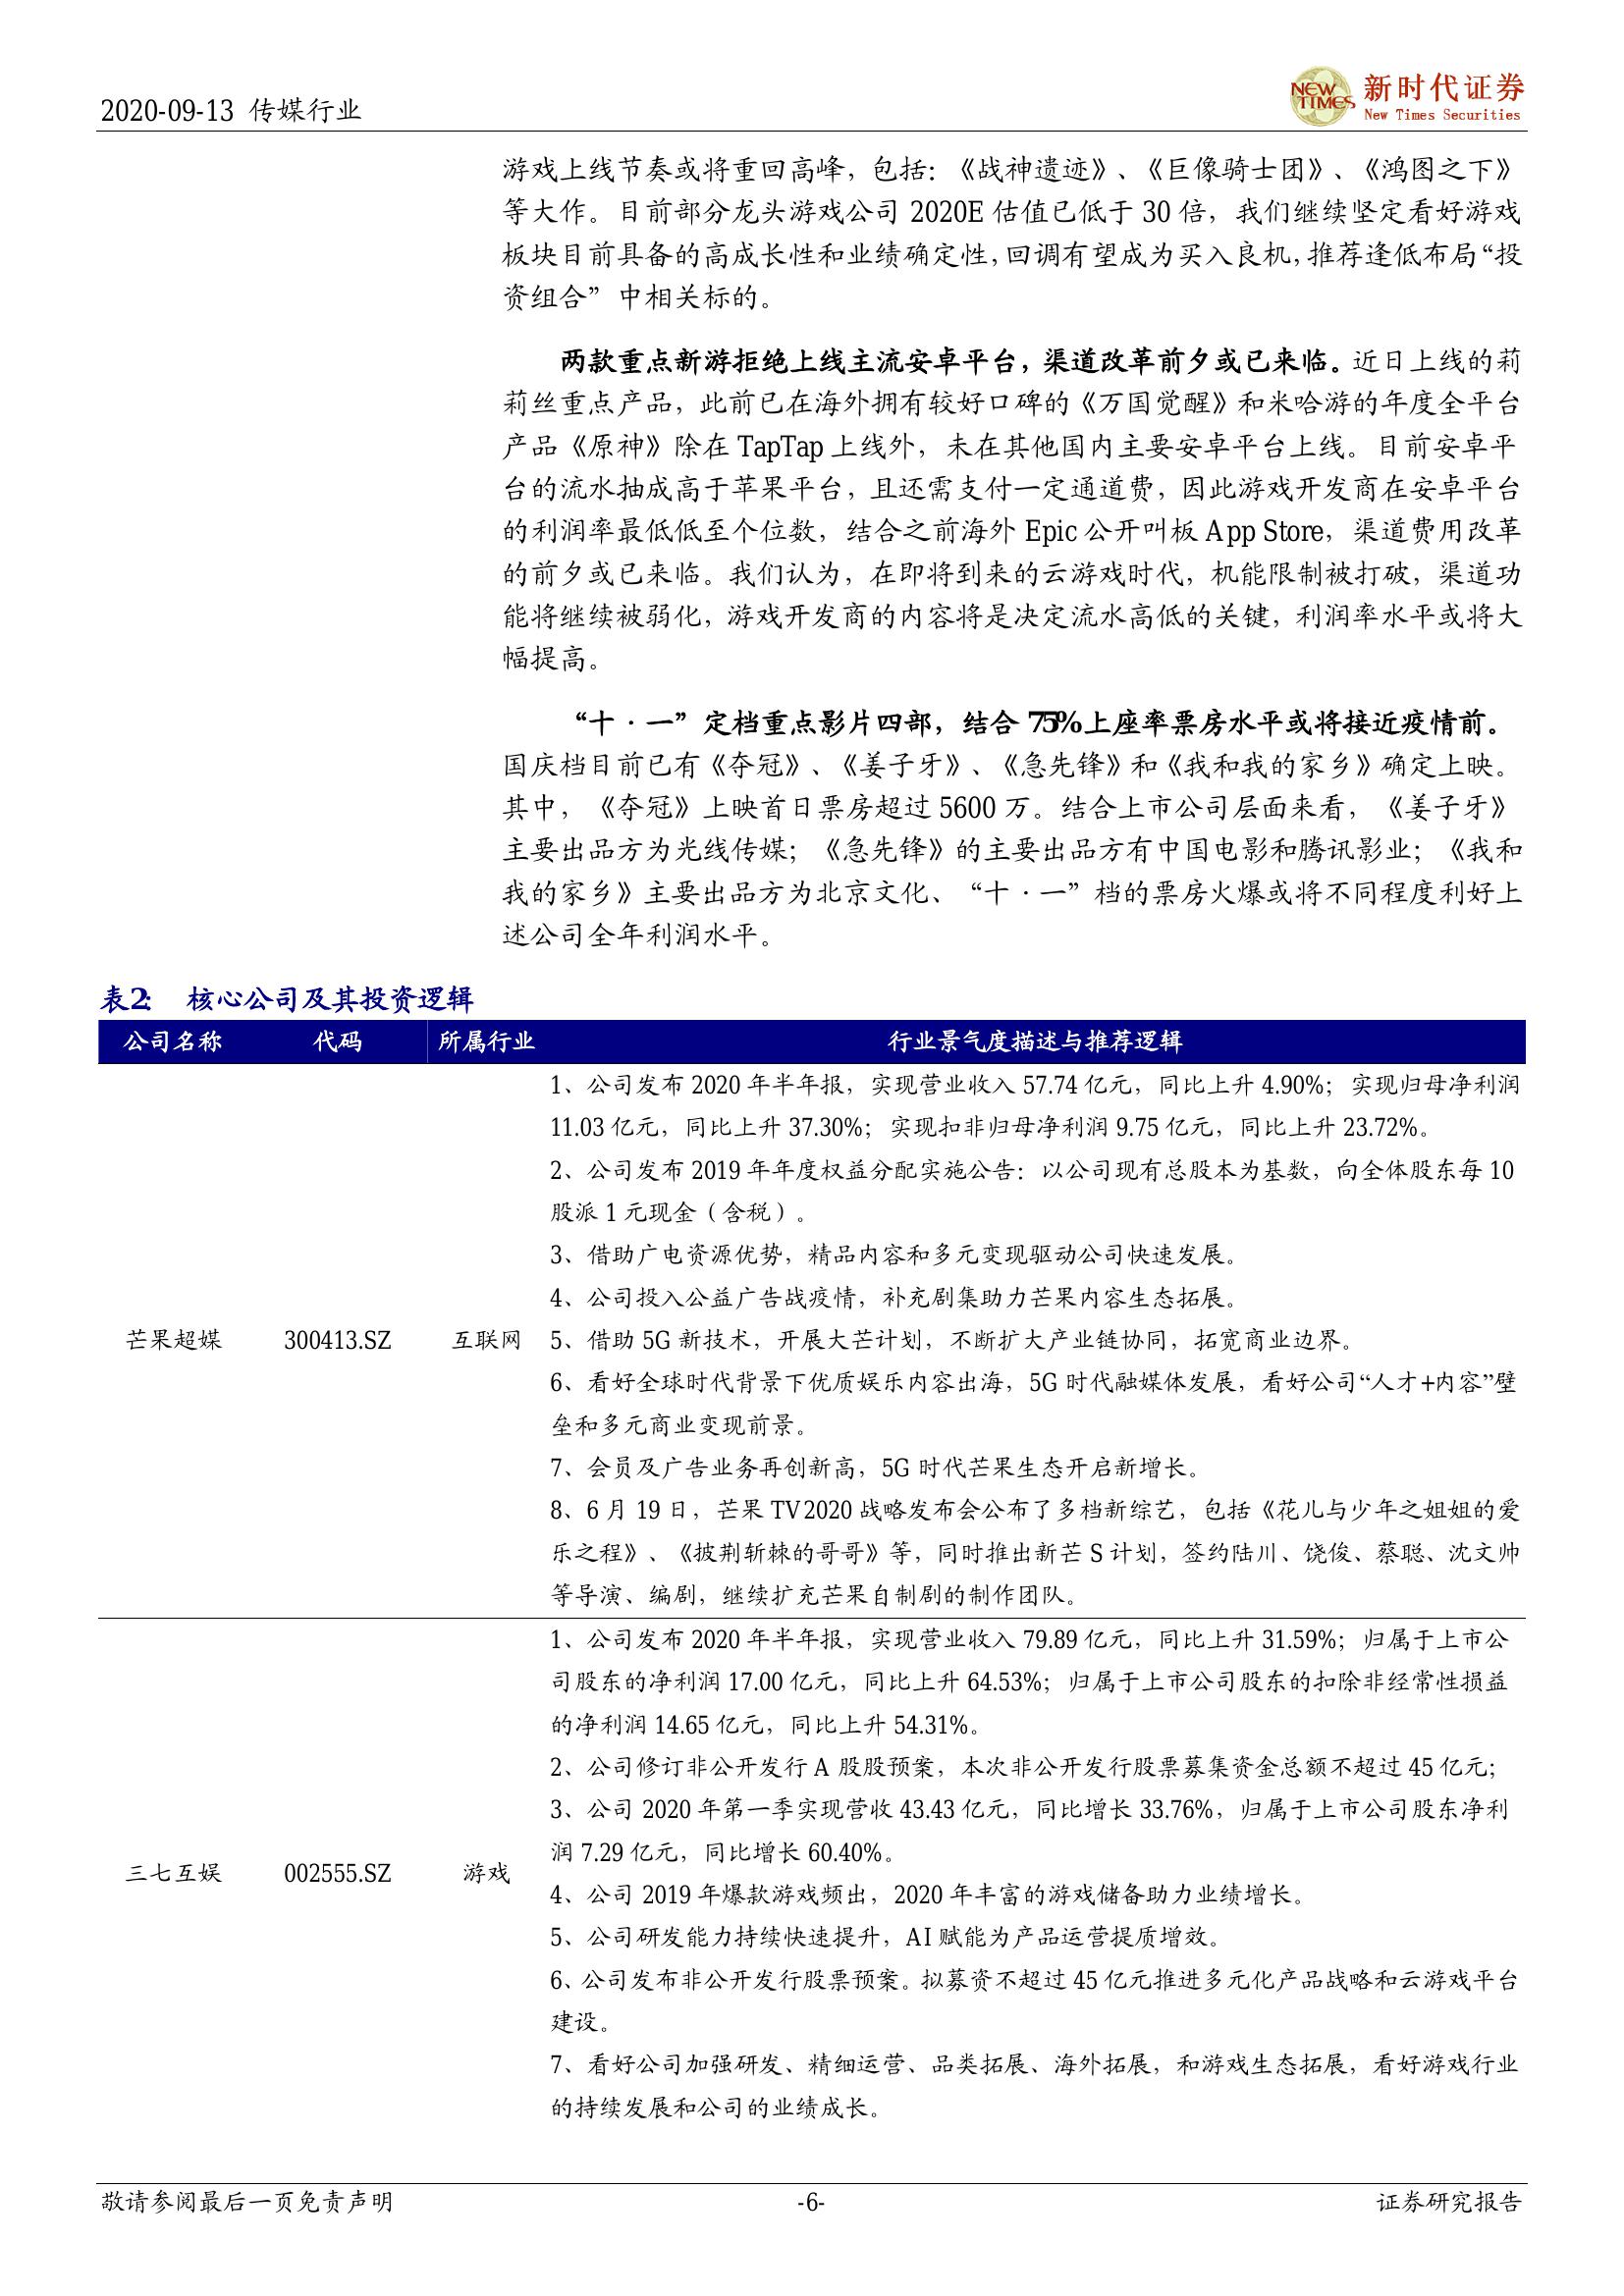 2020-09-13 传媒行业
NEW TIMES
新时代证券
New Times Securities
游戏上线节奏或将重回高峰，包括：《战神遗迹》、《巨像骑士团》、《鸿图之下》
等大作。目前部分龙头游戏公司 2020E 估值已低于 30 倍，我们继续坚定看好游戏
板块目前具备的高成长性和业绩确定性，回调有望成为买入良机，推荐逢低布局“投
资组合”中相关标的。
两款重点新游拒绝上线主流安卓平台，渠道改革前夕或已来临。近日上线的莉
莉丝重点产品，此前已在海外拥有较好口碑的《万国觉醒》和米哈游的年度全平台
产品《原神》除在 TapTap 上线外，未在其他国内主要安卓平台上线。目前安卓平
台的流水抽成高于苹果平台，且还需支付一定通道费，因此游戏开发商在安卓平台
的利润率最低低至个位数，结合之前海外 Epic 公开叫板 App Store，渠道费用改革
的前夕或已来临。我们认为，在即将到来的云游戏时代，机能限制被打破，渠道功
能将继续被弱化，游戏开发商的内容将是决定流水高低的关键，利润率水平或将大
幅提高。
“十·一”定档重点影片四部，结合 75%上座率票房水平或将接近疫情前。
国庆档目前已有《夺冠》、《姜子牙》、《急先锋》和《我和我的家乡》确定上映。
其中，《夺冠》上映首日票房超过 5600 万。结合上市公司层面来看，《姜子牙》
主要出品方为光线传媒；《急先锋》的主要出品方有中国电影和腾讯影业；《我和
我的家乡》主要出品方为北京文化、“十·一”档的票房火爆或将不同程度利好上
述公司全年利润水平。
表2： 核心公司及其投资逻辑
公司名称 代码 所属行业 行业景气度描述与推荐逻辑
1、公司发布 2020 年半年报，实现营业收入 57.74 亿元，同比上升 4.90%；实现归母净利润
11.03 亿元，同比上升 37.30%；实现扣非归母净利润 9.75 亿元，同比上升 23.72%。
2、公司发布 2019 年年度权益分配实施公告：以公司现有总股本为基数，向全体股东每 10
股派 1 元现金（含税）。
3、借助广电资源优势，精品内容和多元变现驱动公司快速发展。
4、公司投入公益广告战疫情，补充剧集助力芒果内容生态拓展。
芒果超媒 300413.SZ 互联网 5、借助 5G 新技术，开展大芒计划，不断扩大产业链协同，拓宽商业边界。
6、看好全球时代背景下优质娱乐内容出海，5G 时代融媒体发展，看好公司“人才+内容”壁
垒和多元商业变现前景。
7、会员及广告业务再创新高，5G 时代芒果生态开启新增长。
8、6 月 19 日，芒果 TV2020 战略发布会公布了多档新综艺，包括《花儿与少年之姐姐的爱
乐之程》、《披荆斩棘的哥哥》等，同时推出新芒 S 计划，签约陆川、饶俊、蔡聪、沈文帅
等导演、编剧，继续扩充芒果自制剧的制作团队。
1、公司发布 2020 年半年报，实现营业收入 79.89 亿元，同比上升 31.59%；归属于上市公
司股东的净利润 17.00 亿元，同比上升 64.53%；归属于上市公司股东的扣除非经常性损益
的净利润 14.65 亿元，同比上升 54.31%。
2、公司修订非公开发行 A 股股预案，本次非公开发行股票募集资金总额不超过 45 亿元；
3、公司 2020 年第一季实现营收 43.43 亿元，同比增长 33.76%，归属于上市公司股东净利
润 7.29 亿元，同比增长 60.40%。
三七互娱 002555.SZ 游戏
4、公司 2019 年爆款游戏频出，2020 年丰富的游戏储备助力业绩增长。
5、公司研发能力持续快速提升，AI 赋能为产品运营提质增效。
6、公司发布非公开发行股票预案。拟募资不超过 45 亿元推进多元化产品战略和云游戏平台
建设。
7、看好公司加强研发、精细运营、品类拓展、海外拓展，和游戏生态拓展，看好游戏行业
的持续发展和公司的业绩成长。
敬请参阅最后一页免责声明 -6- 证券研究报告